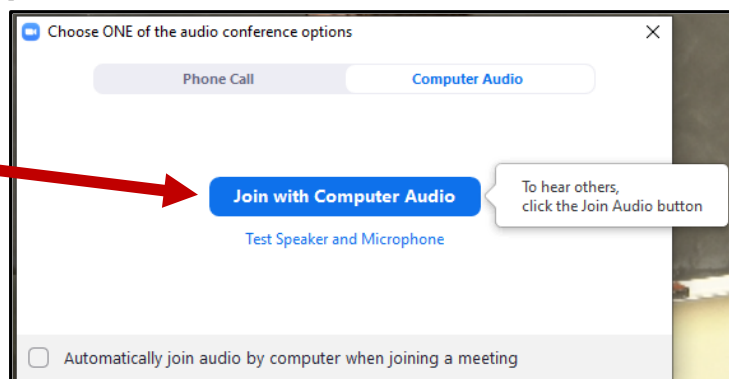 Choose ONE of the audio conference options
Phone Call
Computer Audio
Join with Computer Audio
To hear others,
click the Join Audio button
Test Speaker and Microphone
Automatically join audio by computer when joining a meeting